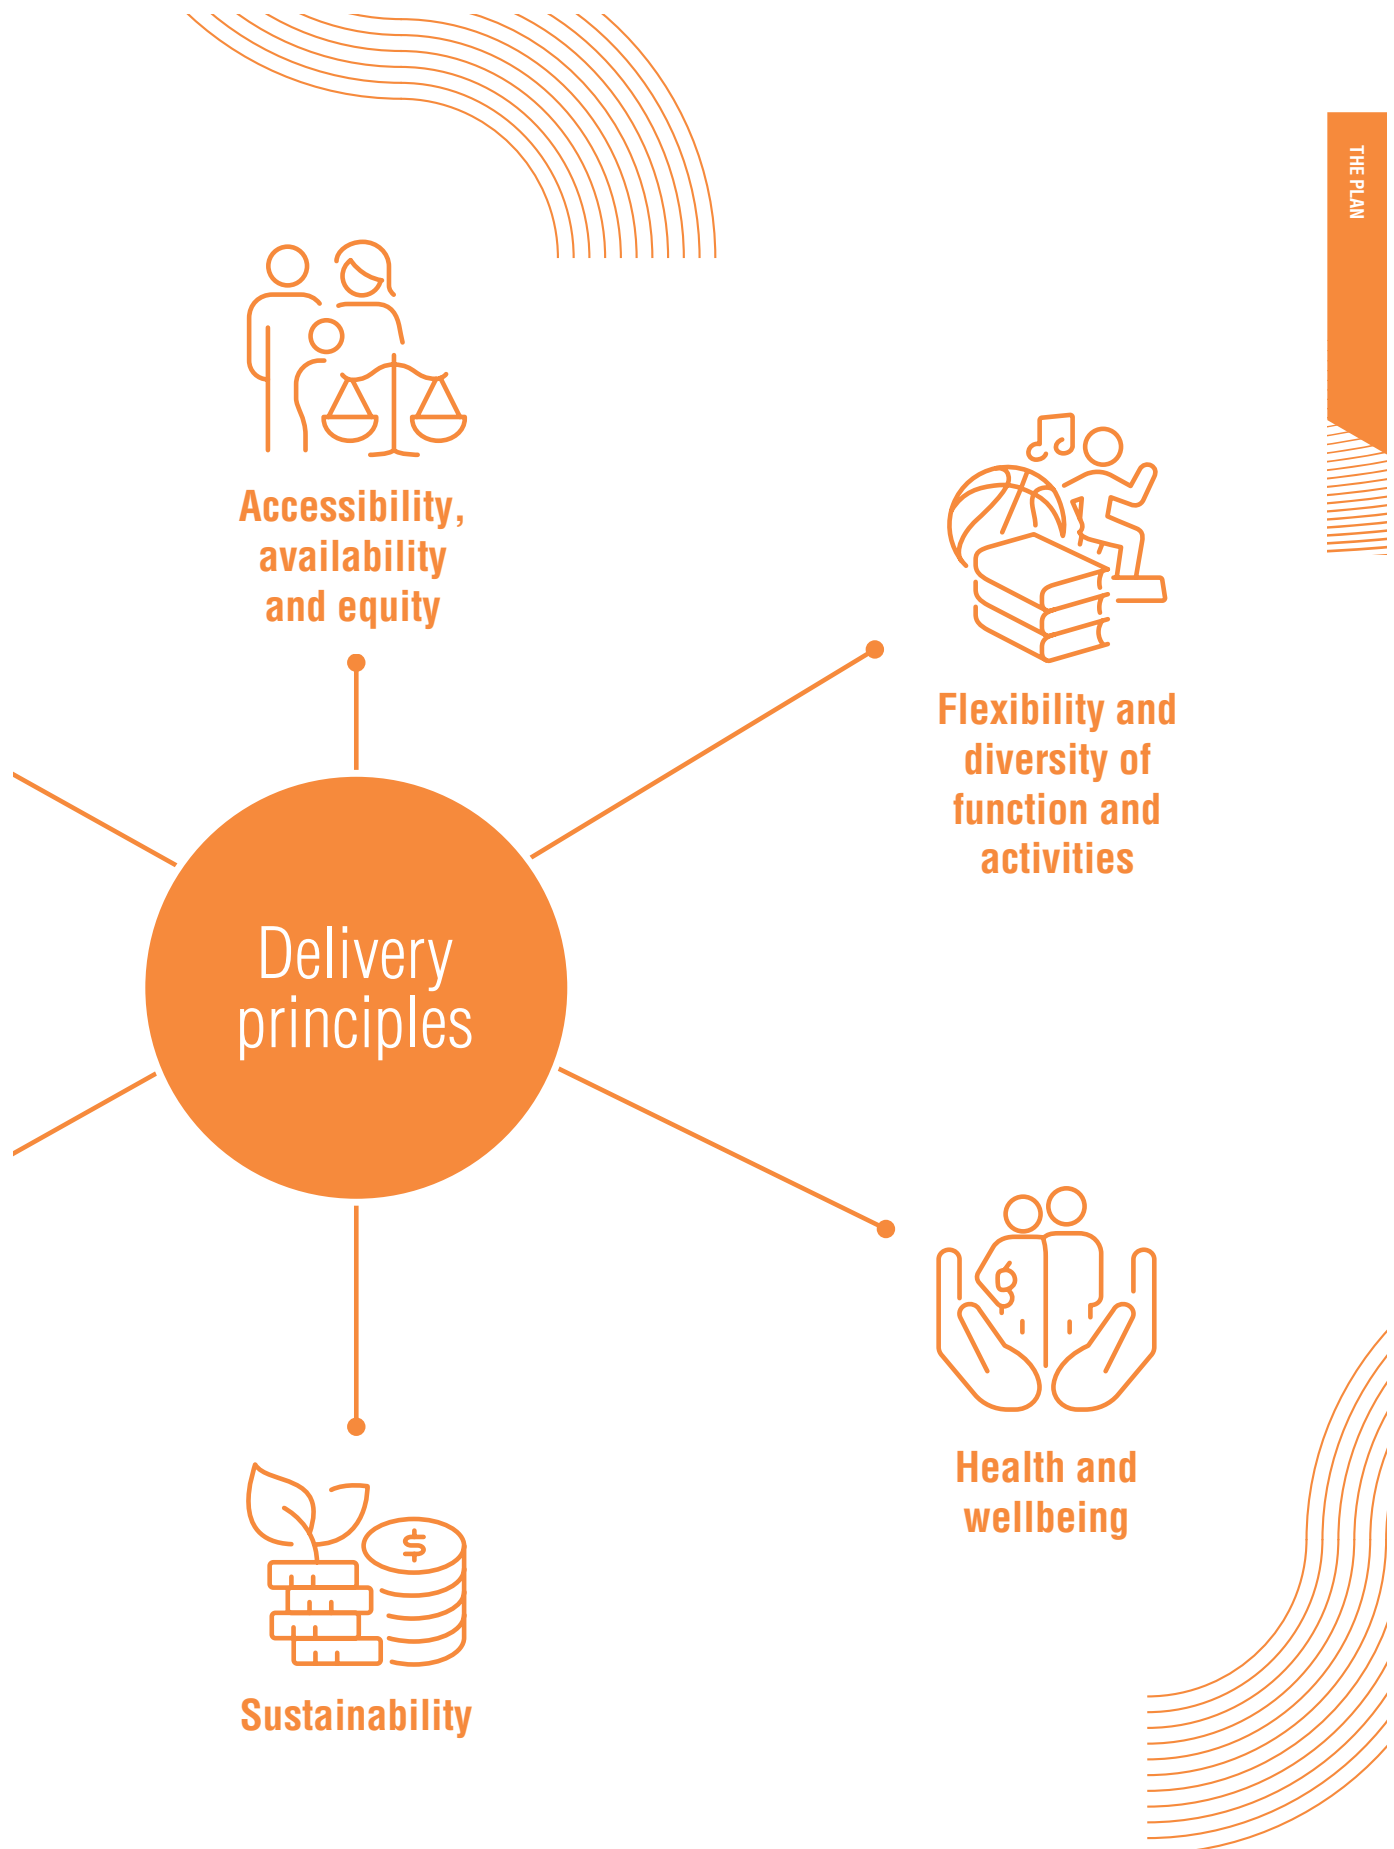 THE PLAN
Accessibility,
availability
and equity
Flexibility and
diversity of
function and
activities
Delivery
principles
Health and
wellbeing
$
Sustainability